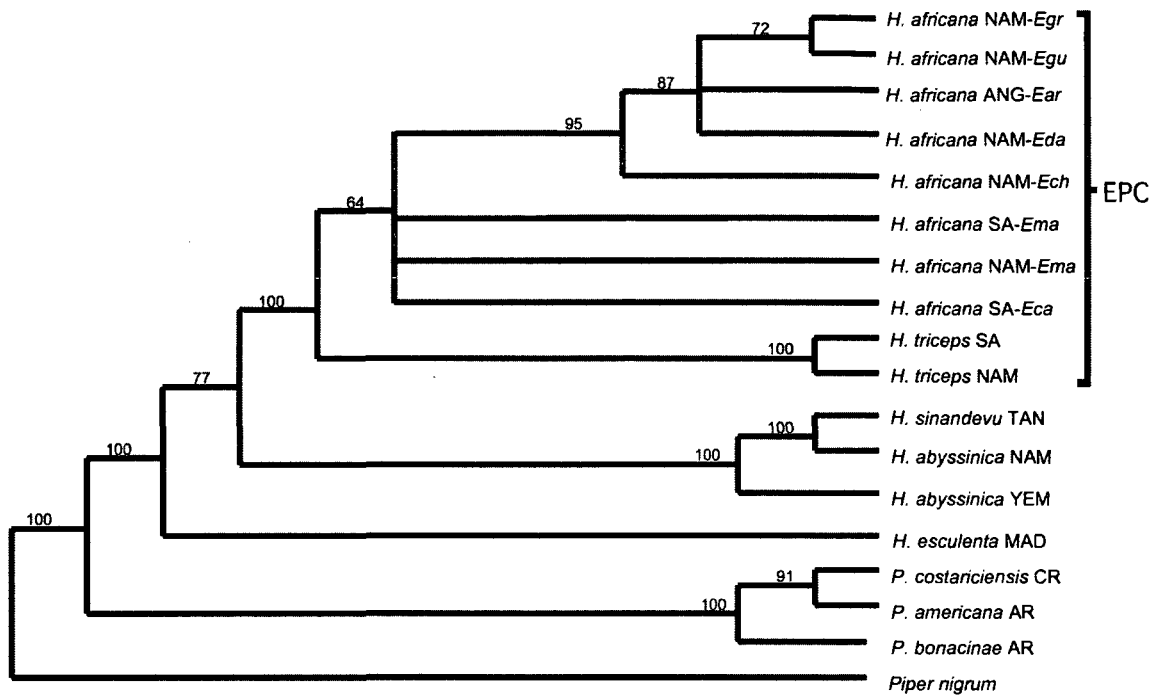 72
H. africana NAM-Egr
H. africana NAM-Egu
87
H. africana ANG-Ear
95
H. africana NAM-Eda
H. africana NAM-Ech
EPC
64
H. africana SA-Ema
H. africana NAM-Ema
100
H. africana SA-Eca
100
H. triceps SA
H. triceps NAM
77
H. sinandevu TAN
100
100
H. abyssinica NAM
100
H. abyssinica YEM
100
H. esculenta MAD
91
P. costariciensis CR
100
P. americana AR
P. bonacinae AR
Piper nigrum